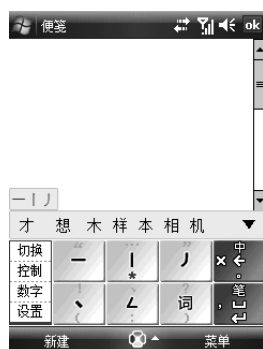 便笺 ok
一丨丿
才 想 木 样 本 相 机 ▼
切换 一 丨 丿 中
控制 * × ← 。
数字 丶 ㄥ 词 笔
设置 ( ) ,
新建 菜单